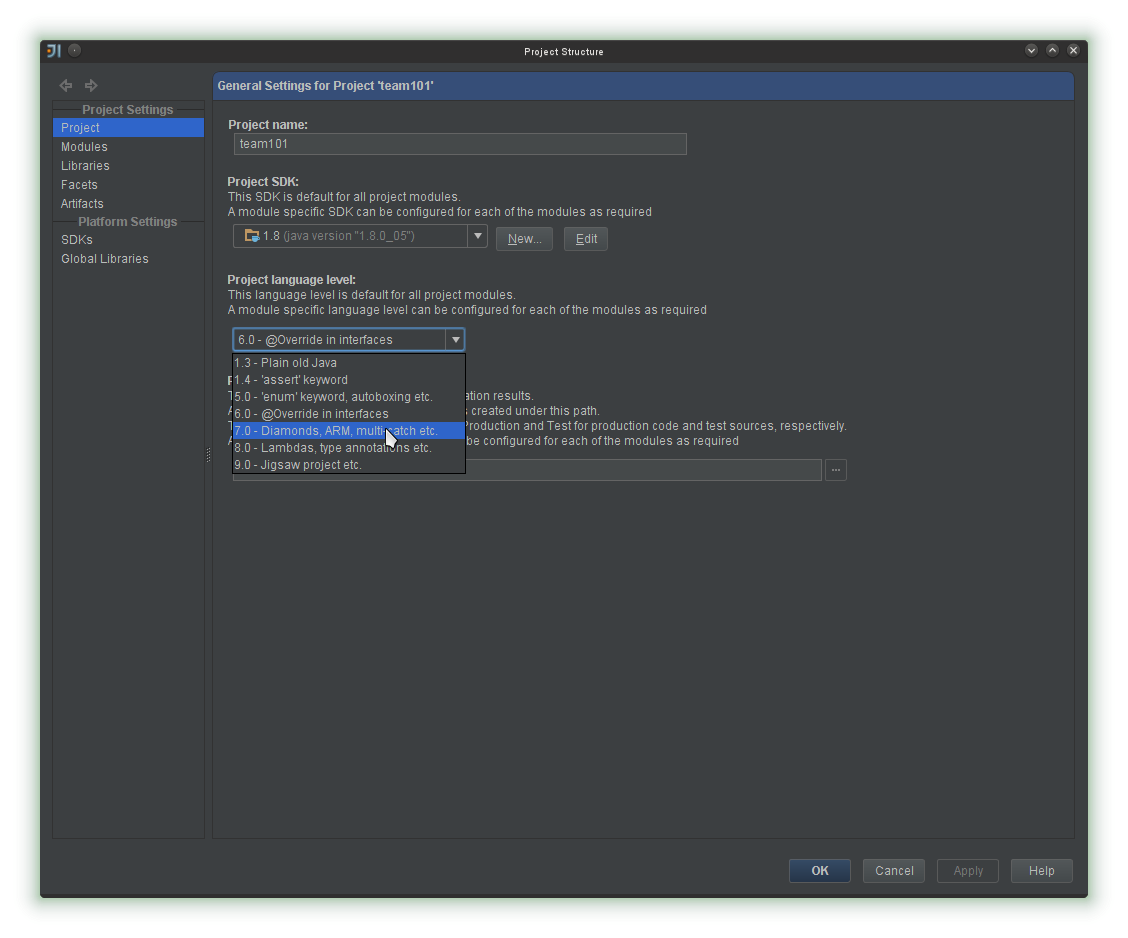 Project Structure
Project Settings
Project
Modules
Libraries
Facets
Artifacts
Platform Settings
SDKs
Global Libraries
General Settings for Project 'team101'
Project name:
team101
Project SDK:
This SDK is default for all project modules.
A module specific SDK can be configured for each of the modules as required
1.8 (java version "1.8.0_05")
New...
Edit
Project language level:
This language level is default for all project modules.
A module specific language level can be configured for each of the modules as required
6.0 - @Override in interfaces
1.3 - Plain old Java
1.4 - 'assert' keyword
5.0 - 'enum' keyword, autoboxing etc.
6.0 - @Override in interfaces
7.0 - Diamonds, ARM, multi-catch etc.
8.0 - Lambdas, type annotations etc.
9.0 - Jigsaw project etc.
results.
created under this path.
Production and Test for production code and test sources, respectively.
be configured for each of the modules as required
...
OK
Cancel
Apply
Help